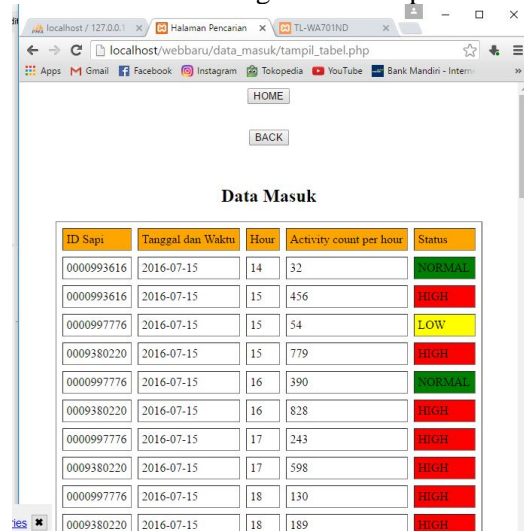 localhost / 127.0.0.1
Halaman Pencarian
TL-WA701ND
localhost/webbaru/data_masuk/tampil_tabel.php
Apps Gmail Facebook Instagram Tokopedia YouTube Bank Mandiri - Intern
HOME
BACK
Data Masuk
ID Sapi Tanggal dan Waktu Hour Activity count per hour Status
0000993616 2016-07-15 14 32 NORMAL
0000993616 2016-07-15 15 456 HIGH
0000997776 2016-07-15 15 54 LOW
0009380220 2016-07-15 15 779 HIGH
0000997776 2016-07-15 16 390 NORMAL
0009380220 2016-07-15 16 828 HIGH
0000997776 2016-07-15 17 243 HIGH
0009380220 2016-07-15 17 598 HIGH
0000997776 2016-07-15 18 130 HIGH
0009380220 2016-07-15 18 189 HIGH
ies